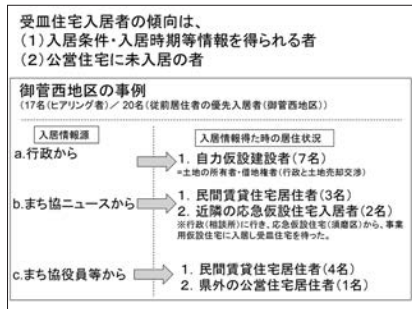 受皿住宅入居者の傾向は、
(1)入居条件・入居時期等情報を得られる者
(2)公営住宅に未入居の者
御菅西地区の事例
(17名(ヒアリング者)/20名(従前居住者の優先入居者(御菅西地区))
入居情報源
入居情報得た時の居住状況
a.行政から
1. 自力仮設建設者(7名)
=土地の所有者・借地権者(行政と土地売却交渉)
b.まち協ニュースから
1. 民間賃貸住宅居住者(3名)
2. 近隣の応急仮設住宅入居者(2名)
※行政(相談所)に行き、応急仮設住宅(須磨区)から、事業
用仮設住宅に入居し受皿住宅を待った。
c.まち協役員等から
1. 民間賃貸住宅居住者(4名)
2. 県外の公営住宅居住者(1名)